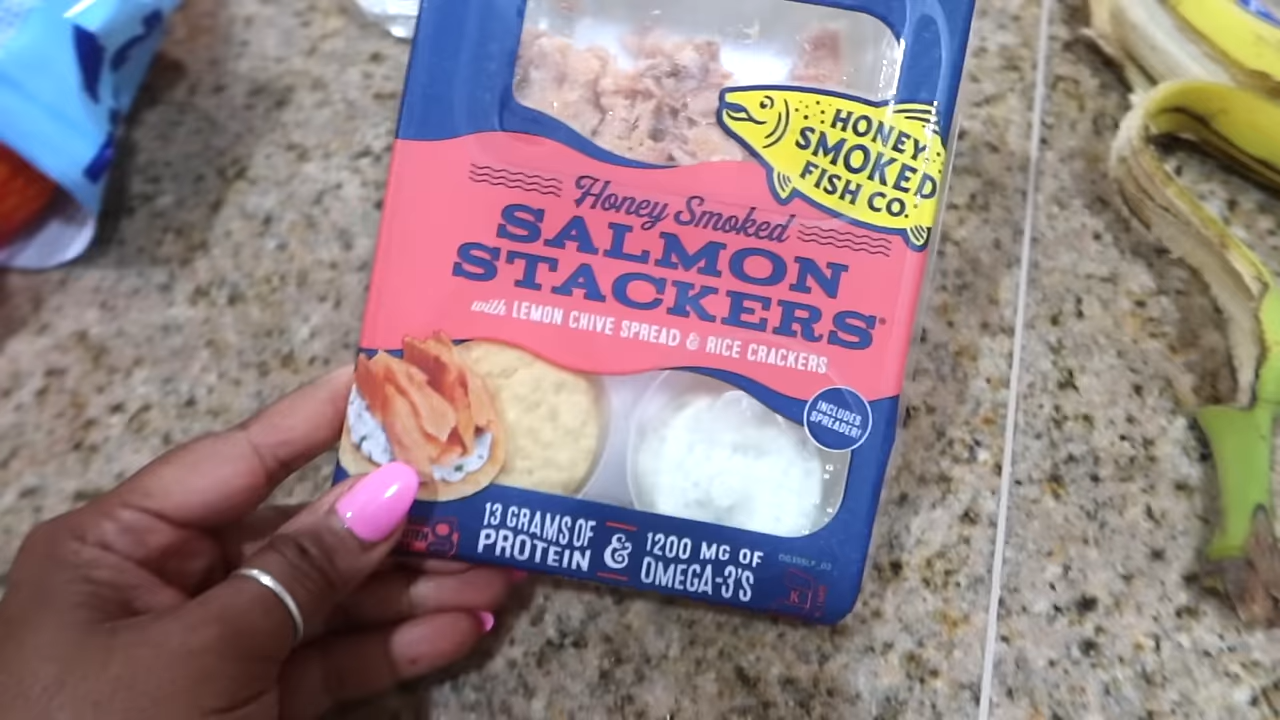 HONEY
SMOKED
FISH CO.
Honey Smoked
SALMON
STACKERS®
with LEMON CHIVE SPREAD & RICE CRACKERS
INCLUDES
SPREADER!
13 GRAMS OF
PROTEIN
&
1200 MG OF
OMEGA-3'S
K